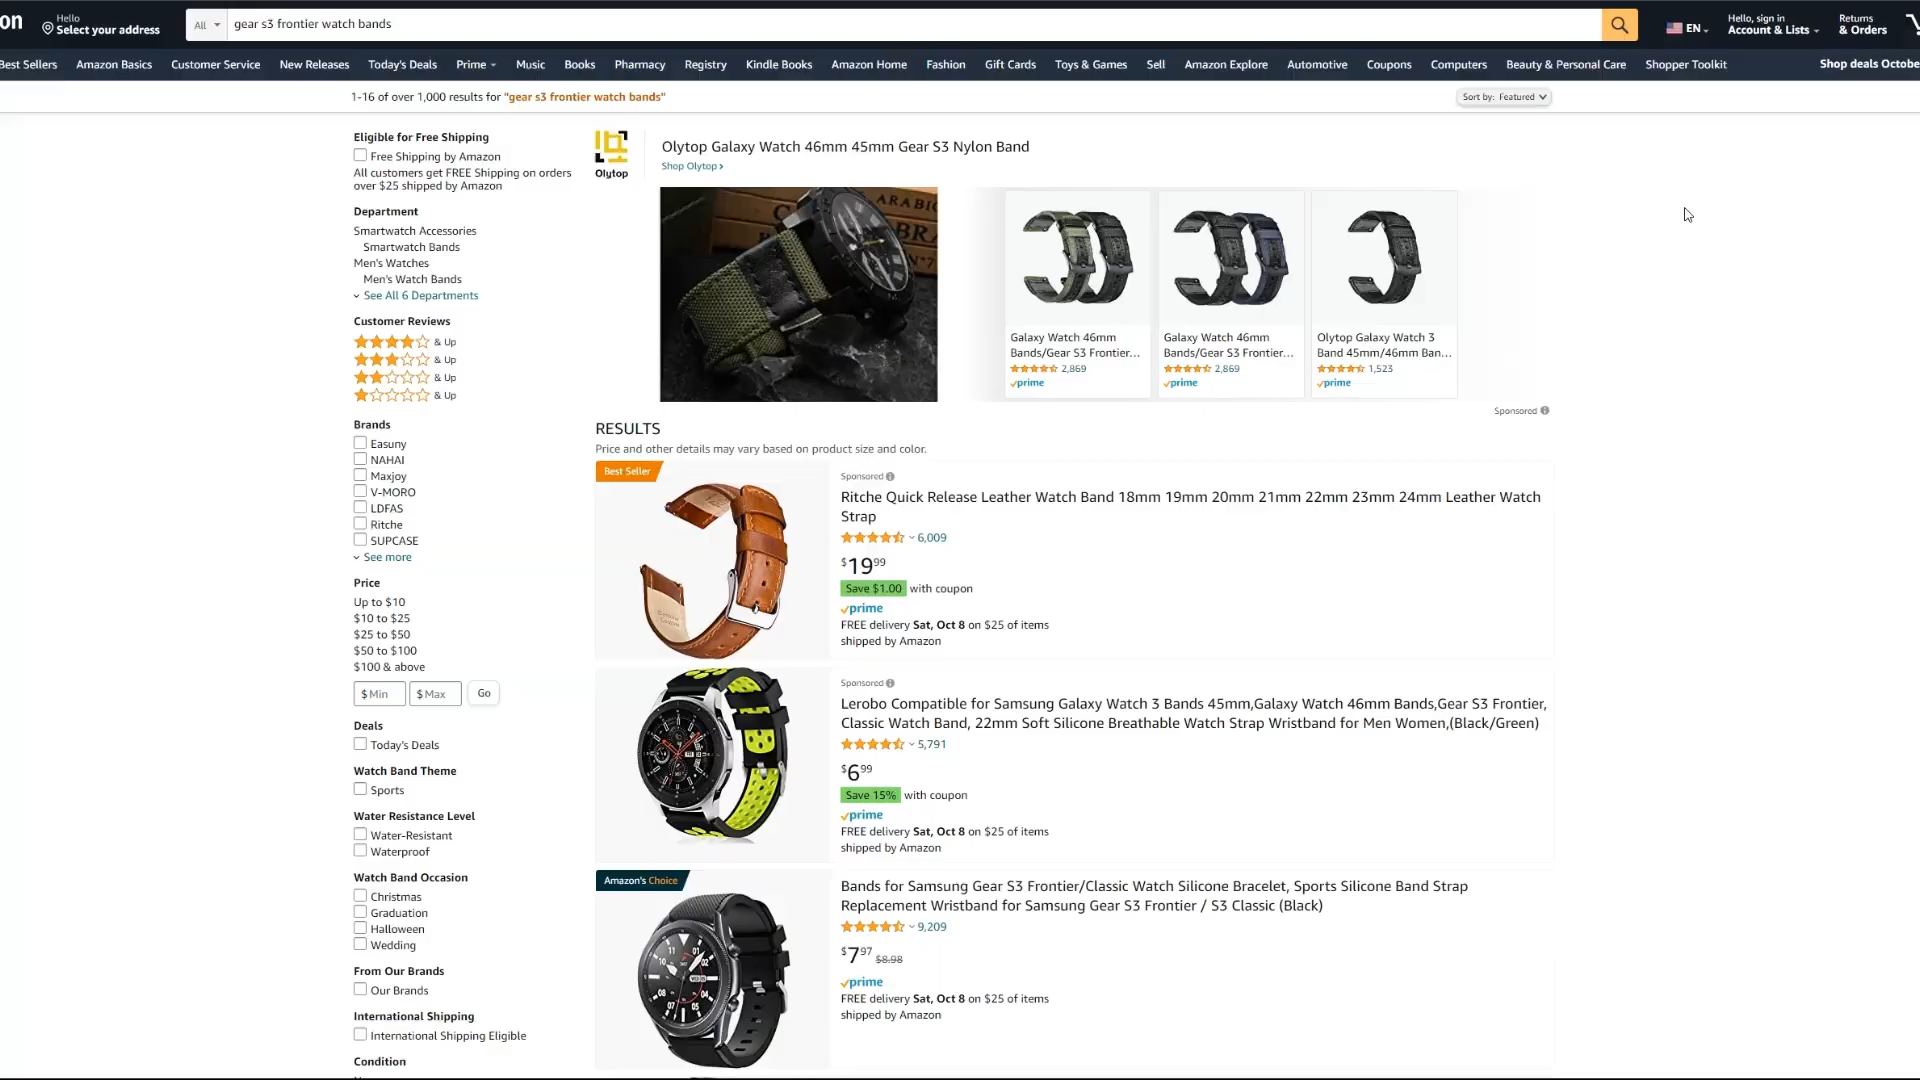 on
Hello
Select your address
All
gear s3 frontier watch bands
EN
Hello, sign in
Account & Lists
Returns
& Orders
Best Sellers
Amazon Basics
Customer Service
New Releases
Today's Deals
Prime
Music
Books
Pharmacy
Registry
Kindle Books
Amazon Home
Fashion
Gift Cards
Toys & Games
Sell
Amazon Explore
Automotive
Coupons
Computers
Beauty & Personal Care
Shopper Toolkit
Shop deals Octobe
1-16 of over 1,000 results for "gear s3 frontier watch bands"
Sort by: Featured
Eligible for Free Shipping
Free Shipping by Amazon
All customers get FREE Shipping on orders
over $25 shipped by Amazon
Department
Smartwatch Accessories
Smartwatch Bands
Men's Watches
Men's Watch Bands
See All 6 Departments
Customer Reviews
& Up
& Up
& Up
& Up
Brands
Easuny
NAHAI
Maxjoy
V-MORO
LDFAS
Ritche
SUPCASE
See more
Price
Up to $10
$10 to $25
$25 to $50
$50 to $100
$100 & above
$ Min
$ Max
Go
Deals
Today's Deals
Watch Band Theme
Sports
Water Resistance Level
Water-Resistant
Waterproof
Watch Band Occasion
Christmas
Graduation
Halloween
Wedding
From Our Brands
Our Brands
International Shipping
International Shipping Eligible
Condition
Olytop
Olytop Galaxy Watch 46mm 45mm Gear S3 Nylon Band
Shop Olytop ›
ARABIC
Galaxy Watch 46mm
Bands/Gear S3 Frontier...
2,869
prime
Galaxy Watch 46mm
Bands/Gear S3 Frontier...
2,869
prime
Olytop Galaxy Watch 3
Band 45mm/46mm Ban...
1,523
prime
Sponsored
RESULTS
Price and other details may vary based on product size and color.
Best Seller
Sponsored
Ritche Quick Release Leather Watch Band 18mm 19mm 20mm 21mm 22mm 23mm 24mm Leather Watch
Strap
6,009
$19 99
Save $1.00 with coupon
prime
FREE delivery Sat, Oct 8 on $25 of items
shipped by Amazon
Sponsored
Lerobo Compatible for Samsung Galaxy Watch 3 Bands 45mm,Galaxy Watch 46mm Bands,Gear S3 Frontier,
Classic Watch Band, 22mm Soft Silicone Breathable Watch Strap Wristband for Men Women,(Black/Green)
5,791
$6 99
Save 15% with coupon
prime
FREE delivery Sat, Oct 8 on $25 of items
shipped by Amazon
Amazon's Choice
Bands for Samsung Gear S3 Frontier/Classic Watch Silicone Bracelet, Sports Silicone Band Strap
Replacement Wristband for Samsung Gear S3 Frontier / S3 Classic (Black)
9,209
$7 97 $8.98
prime
FREE delivery Sat, Oct 8 on $25 of items
shipped by Amazon